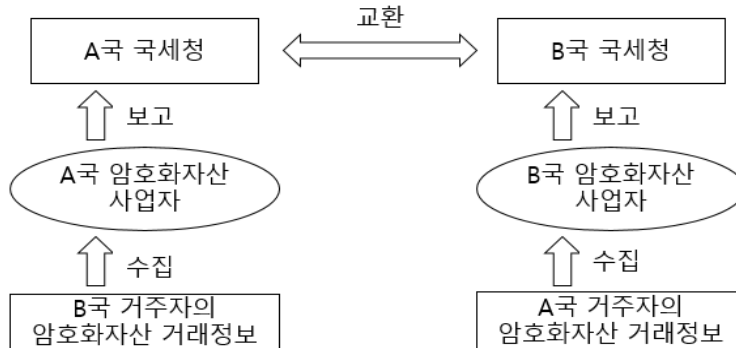 교환
A국 국세청
B국 국세청
보고
보고
A국 암호화자산
사업자
B국 암호화자산
사업자
수집
수집
B국 거주자의
암호화자산 거래정보
A국 거주자의
암호화자산 거래정보